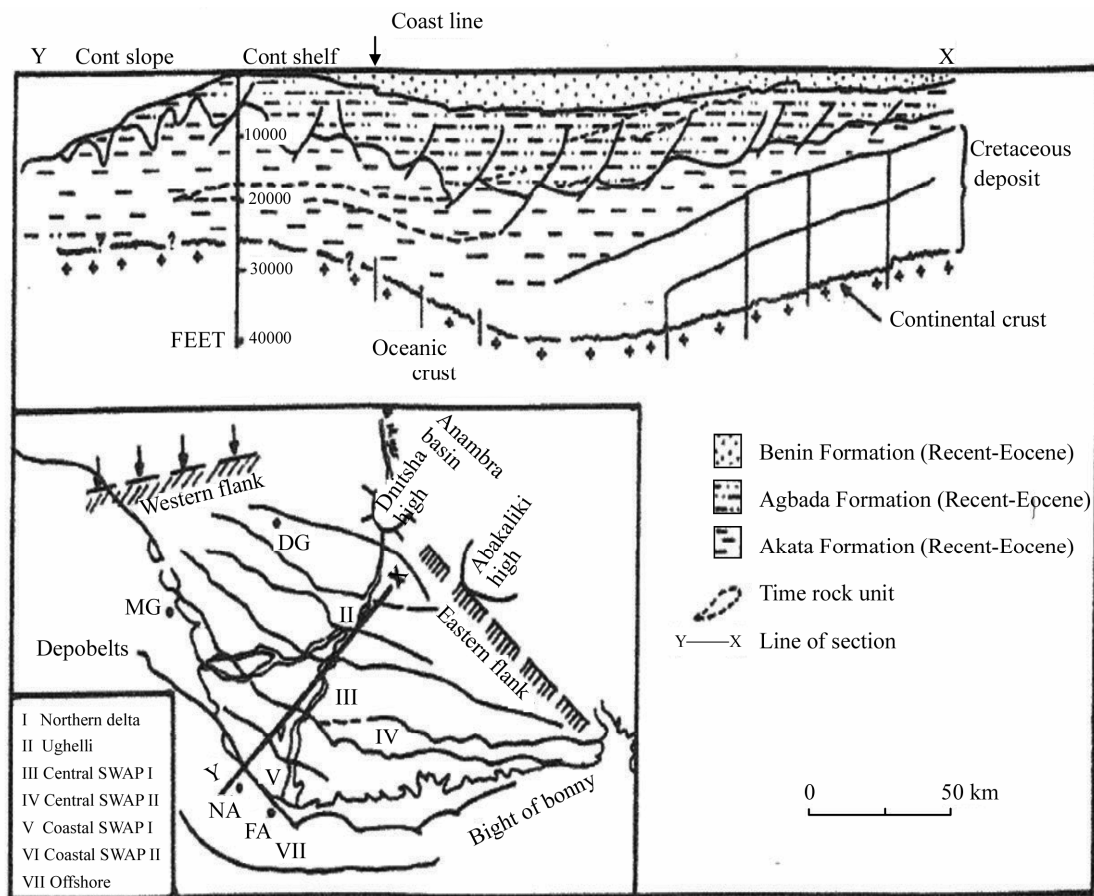 Coast line
Y Cont slope Cont shelf X
10000
20000
30000
FEET 40000
Cretaceous
deposit
Oceanic
crust
Continental crust
Western flank
Dnitsha
high
Anambra
basin
Abakaliki
high
Eastern flank
DG
MG
X
II
III
IV
V
Y
NA
FA
VII
Bight of bonny
Depobelts
I Northern delta
II Ughelli
III Central SWAP I
IV Central SWAP II
V Coastal SWAP I
VI Coastal SWAP II
VII Offshore
Benin Formation (Recent-Eocene)
Agbada Formation (Recent-Eocene)
Akata Formation (Recent-Eocene)
Time rock unit
Y X Line of section
0 50 km